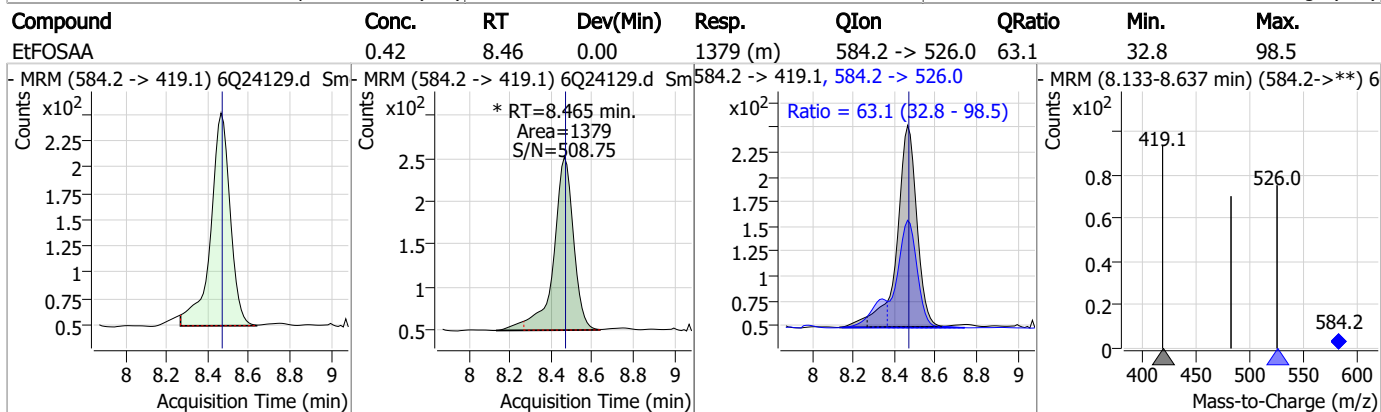 Compound Conc. RT Dev(Min) Resp. QIon QRatio Min. Max.
EtFOSAA 0.42 8.46 0.00 1379 (m) 584.2 -> 526.0 63.1 32.8 98.5
- MRM (584.2 -> 419.1) 6Q24129.d Sm
Counts
x10²
2.25
2
1.75
1.5
1.25
1
0.75
0.5
8 8.2 8.4 8.6 8.8 9
Acquisition Time (min)
- MRM (584.2 -> 419.1) 6Q24129.d Sm
Counts
x10²
* RT=8.465 min.
Area=1379
S/N=508.75
2.5
2
1.5
1
0.5
8 8.2 8.4 8.6 8.8 9
Acquisition Time (min)
584.2 -> 419.1, 584.2 -> 526.0
Counts
x10²
Ratio = 63.1 (32.8 - 98.5)
2.25
2
1.75
1.5
1.25
1
0.75
0.5
8 8.2 8.4 8.6 8.8 9
Acquisition Time (min)
- MRM (8.133-8.637 min) (584.2->**) 6
Counts
x10²
419.1
526.0
584.2
0.8
0.6
0.4
0.2
0
400 450 500 550 600
Mass-to-Charge (m/z)